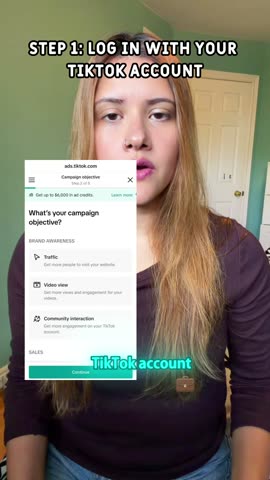 STEP 1: LOG IN WITH YOUR
TIKTOK ACCOUNT
ads.tiktok.com
Campaign objective
Step 2 of 5
Get up to $6,000 in ad credits.
Learn more
What's your campaign
objective?
BRAND AWARENESS
Traffic
Get more people to visit your website.
Video view
Get more views and engagement for your
videos.
Community interaction
Get more engagement on your TikTok
account.
SALES
TikTok account
Continue